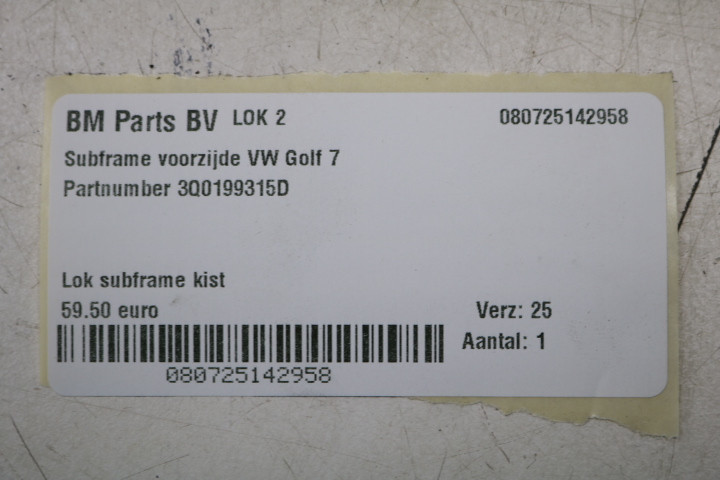 BM Parts BV LOK 2 080725142958
Subframe voorzijde VW Golf 7
Partnumber 3Q0199315D
Lok subframe kist
59.50 euro Verz: 25
Aantal: 1
080725142958